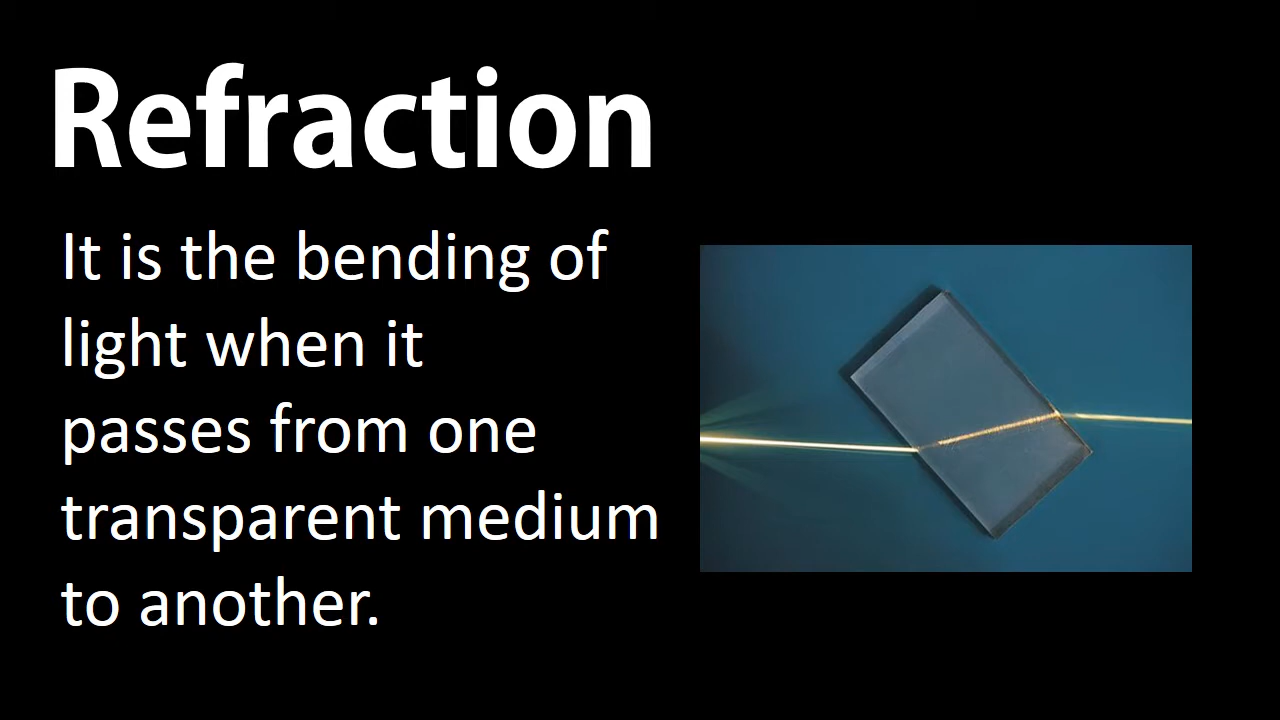 Refraction
It is the bending of
light when it
passes from one
transparent medium
to another.